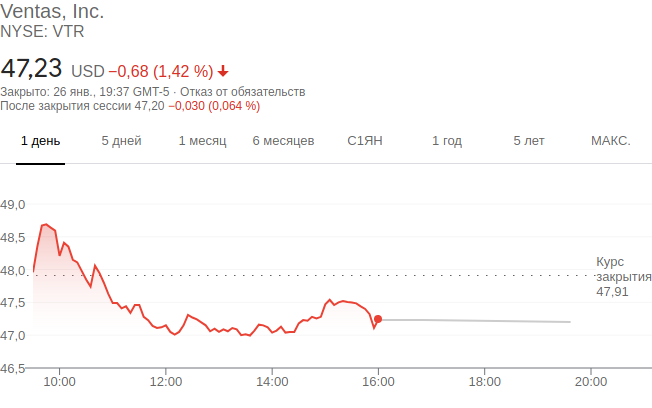 Ventas, Inc.
NYSE: VTR
47,23 USD −0,68 (1,42 %)
Закрыто: 26 янв., 19:37 GMT-5 · Отказ от обязательств
После закрытия сессии 47,20 −0,030 (0,064 %)
1 день 5 дней 1 месяц 6 месяцев С1ЯН 1 год 5 лет МАКС.
49,0
48,5
48,0
47,5
47,0
46,5
Курс
закрытия
47,91
10:00 12:00 14:00 16:00 18:00 20:00